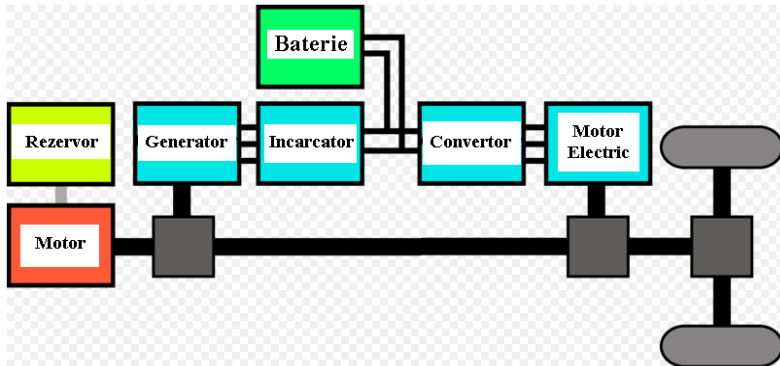 Baterie
Rezervor
Generator
Incarcator
Convertor
Motor
Electric
Motor